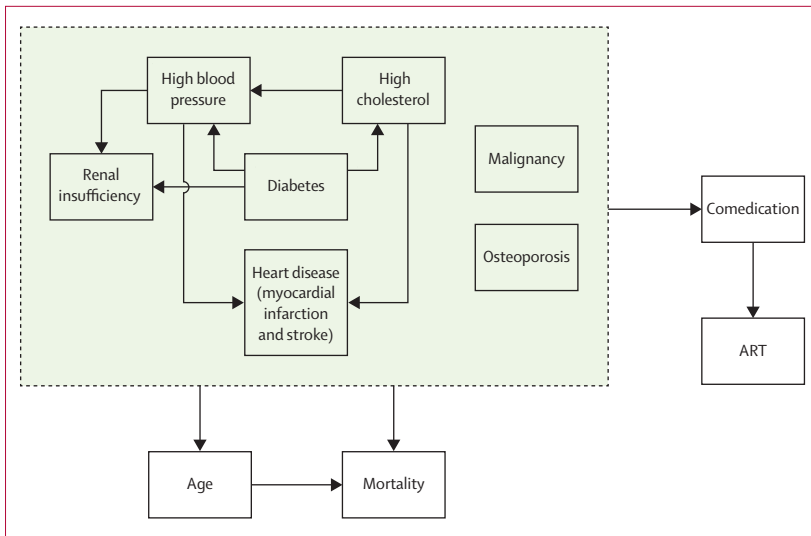 High blood
pressure
High
cholesterol
Malignancy
Renal
insufficiency
Diabetes
Comedication
Osteoporosis
Heart disease
(myocardial
infarction
and stroke)
ART
Age
Mortality